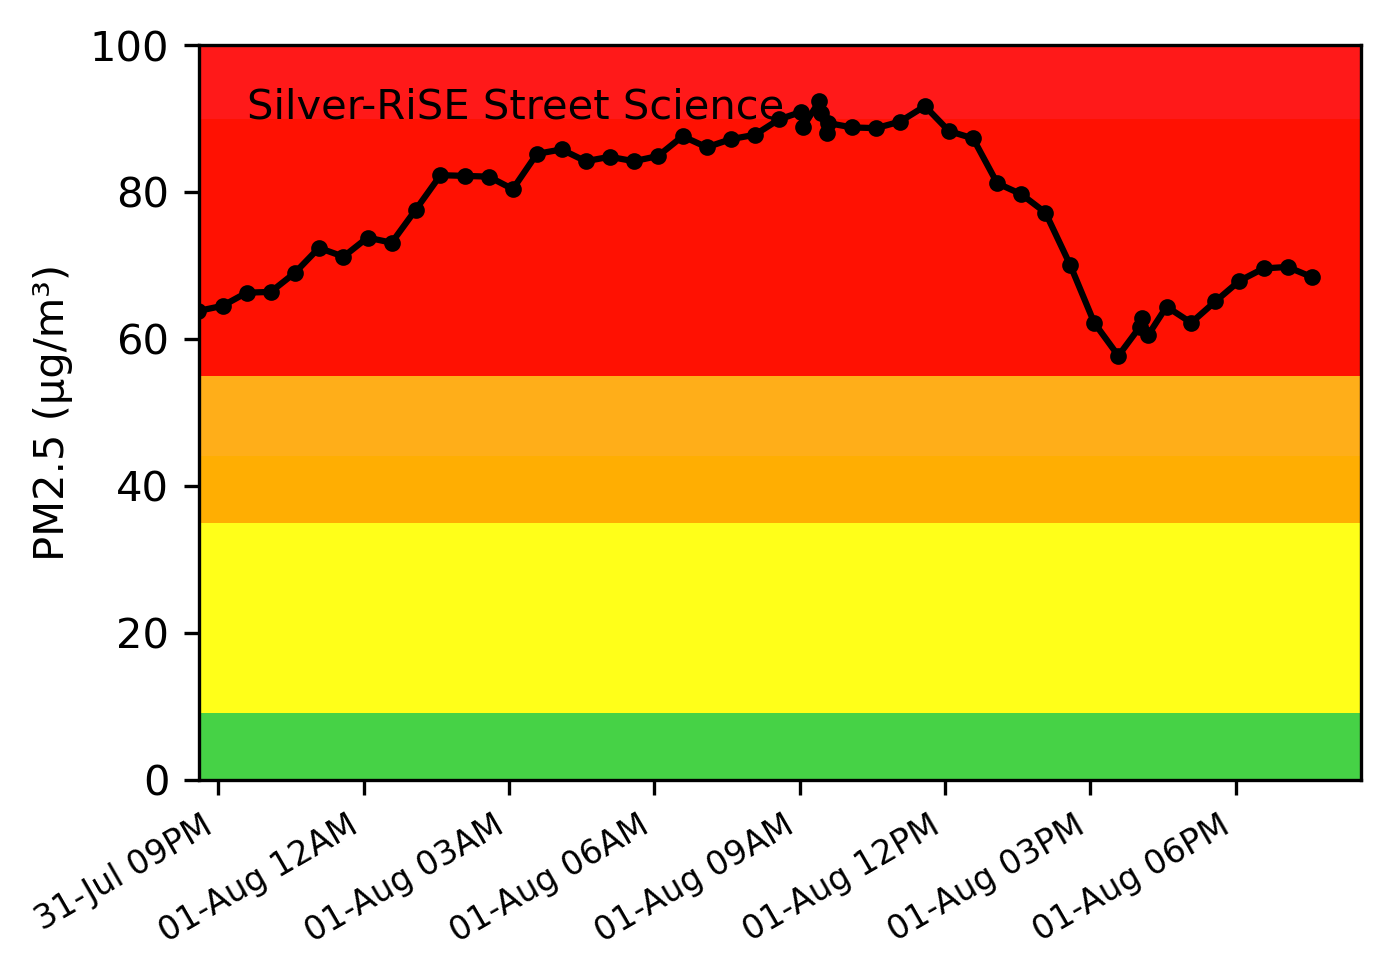 Silver-RiSE Street Science
PM2.5 (µg/m³)
100
80
60
40
20
0
31-Jul 09PM
01-Aug 12AM
01-Aug 03AM
01-Aug 06AM
01-Aug 09AM
01-Aug 12PM
01-Aug 03PM
01-Aug 06PM